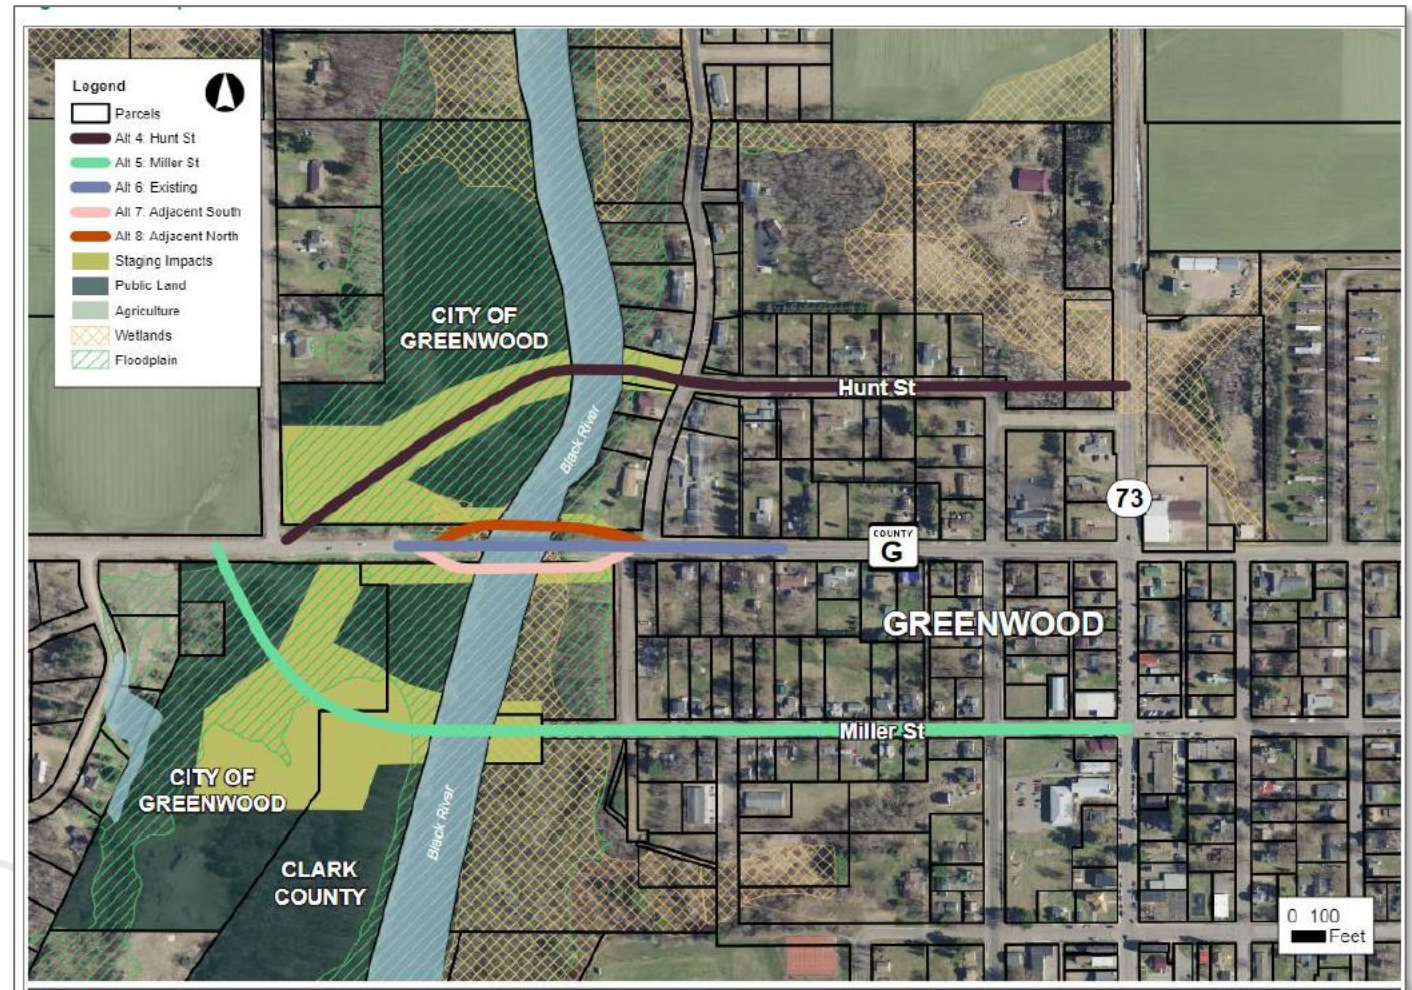 Legend
Parcels
Alt 4: Hunt St
Alt 5: Miller St
Alt 6: Existing
Alt 7: Adjacent South
Alt 8: Adjacent North
Staging Impacts
Public Land
Agriculture
Wetlands
Floodplain
CITY OF
GREENWOOD
Hunt St
Black River
73
COUNTY
G
GREENWOOD
Miller St
CITY OF
GREENWOOD
Black River
CLARK
COUNTY
0 100
Feet